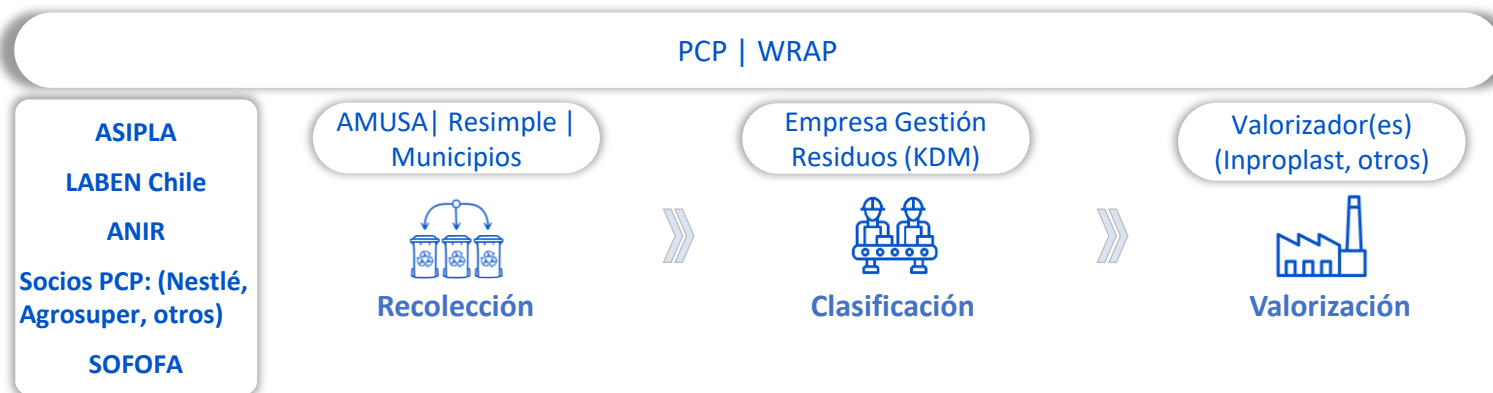 PCP | WRAP
ASIPLA
LABEN Chile
ANIR
Socios PCP: (Nestlé,
Agrosuper, otros)
SOFOFA
AMUSA| Resimple |
Municipios
Recolección
Empresa Gestión
Residuos (KDM)
Clasificación
Valorizador(es)
(Inproplast, otros)
Valorización